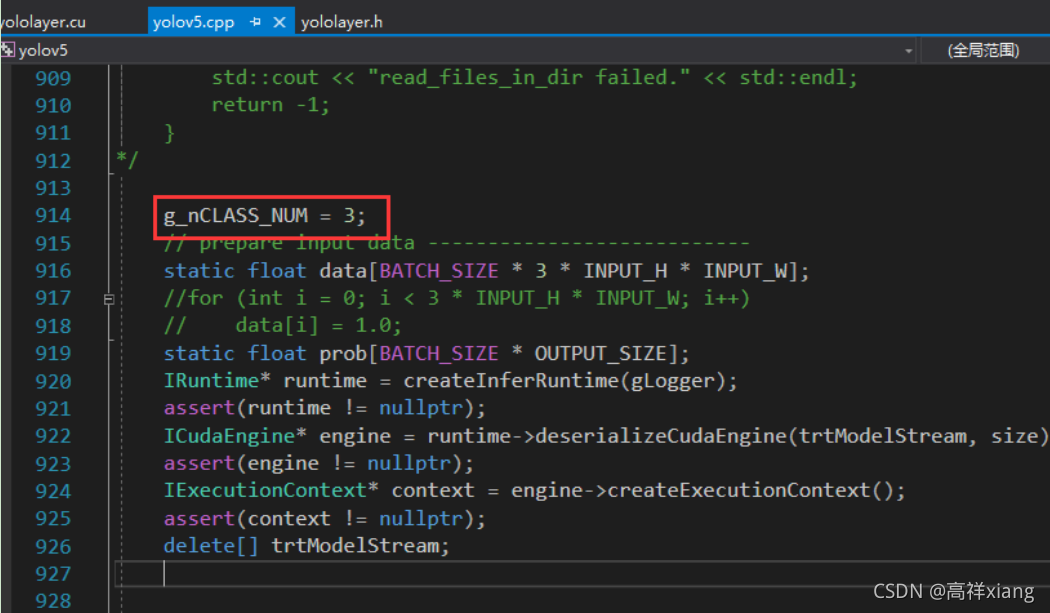 yololayer.cu yolov5.cpp yololayer.h
yolov5 (全局范围)
909 std::cout << "read_files_in_dir failed." << std::endl;
910 return -1;
911 }
912 */
913
914 g_nCLASS_NUM = 3;
915 // prepare input data ---------------------------
916 static float data[BATCH_SIZE * 3 * INPUT_H * INPUT_W];
917 //for (int i = 0; i < 3 * INPUT_H * INPUT_W; i++)
918 // data[i] = 1.0;
919 static float prob[BATCH_SIZE * OUTPUT_SIZE];
920 IRuntime* runtime = createInferRuntime(gLogger);
921 assert(runtime != nullptr);
922 ICudaEngine* engine = runtime->deserializeCudaEngine(trtModelStream, size)
923 assert(engine != nullptr);
924 IExecutionContext* context = engine->createExecutionContext();
925 assert(context != nullptr);
926 delete[] trtModelStream;
927
928
CSDN @高祥xiang